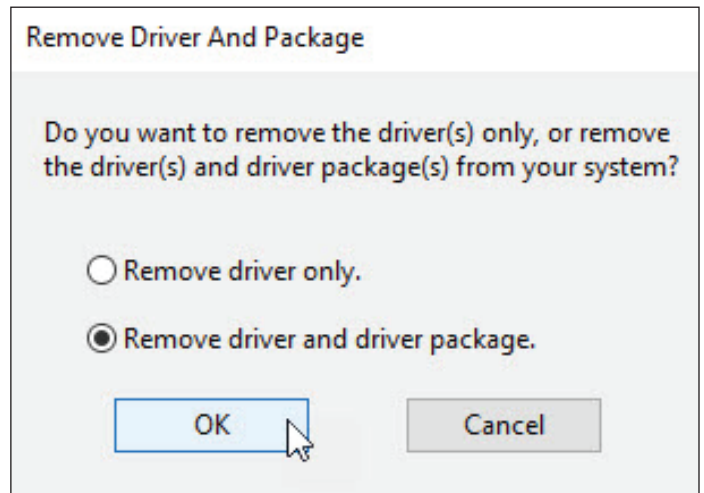 Remove Driver And Package
Do you want to remove the driver(s) only, or remove
the driver(s) and driver package(s) from your system?
Remove driver only.
Remove driver and driver package.
OK
Cancel